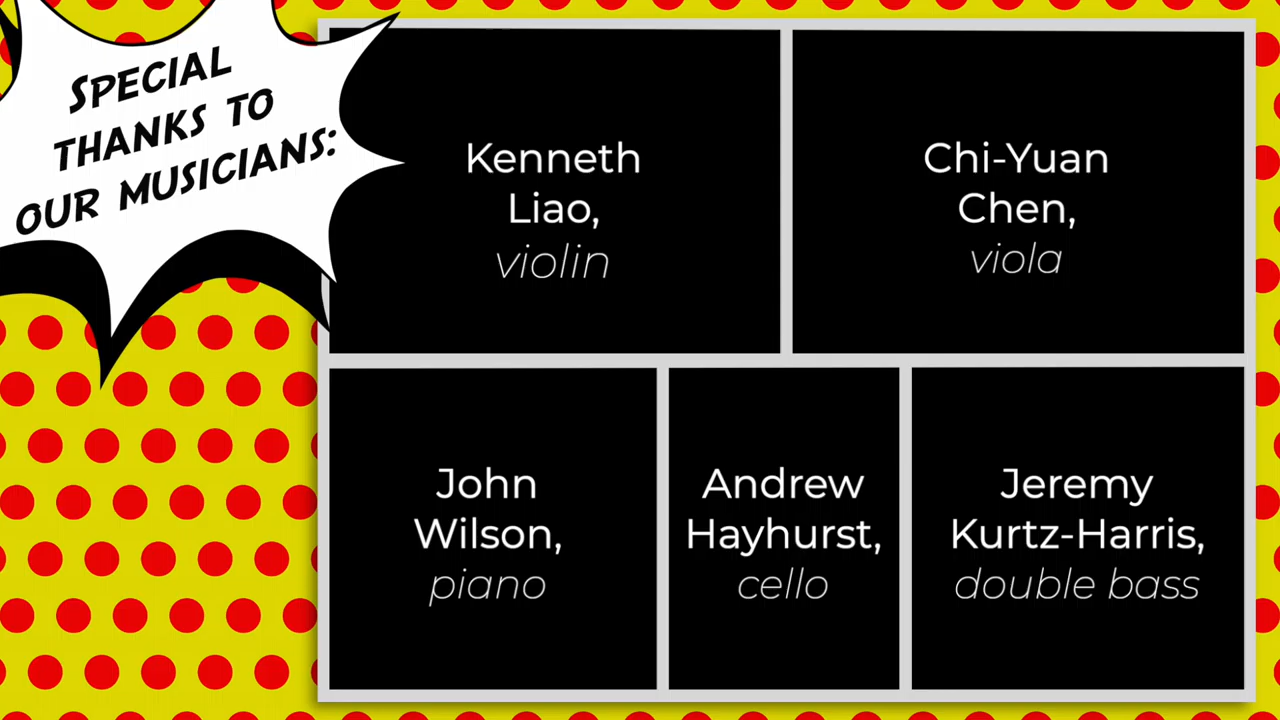 SPECIAL
THANKS TO
OUR MUSICIANS:
Kenneth
Liao,
violin
Chi-Yuan
Chen,
viola
John
Wilson,
piano
Andrew
Hayhurst,
cello
Jeremy
Kurtz-Harris,
double bass